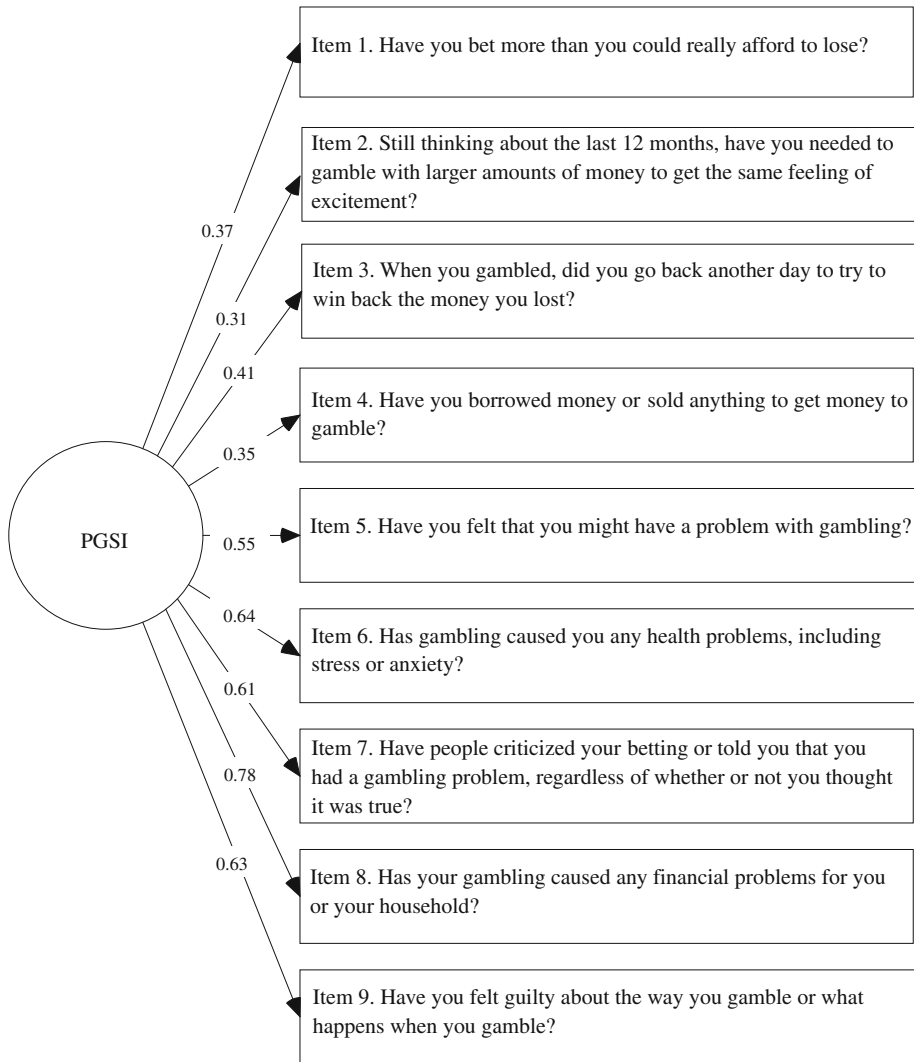 Item 1. Have you bet more than you could really afford to lose?
Item 2. Still thinking about the last 12 months, have you needed to
gamble with larger amounts of money to get the same feeling of
excitement?
0.37
Item 3. When you gambled, did you go back another day to try to
win back the money you lost?
0.31
0.41
Item 4. Have you borrowed money or sold anything to get money to
gamble?
0.35
Item 5. Have you felt that you might have a problem with gambling?
PGSI
0.55
0.64
Item 6. Has gambling caused you any health problems, including
stress or anxiety?
0.61
Item 7. Have people criticized your betting or told you that you
had a gambling problem, regardless of whether or not you thought
it was true?
0.78
0.63
Item 8. Has your gambling caused any financial problems for you
or your household?
Item 9. Have you felt guilty about the way you gamble or what
happens when you gamble?